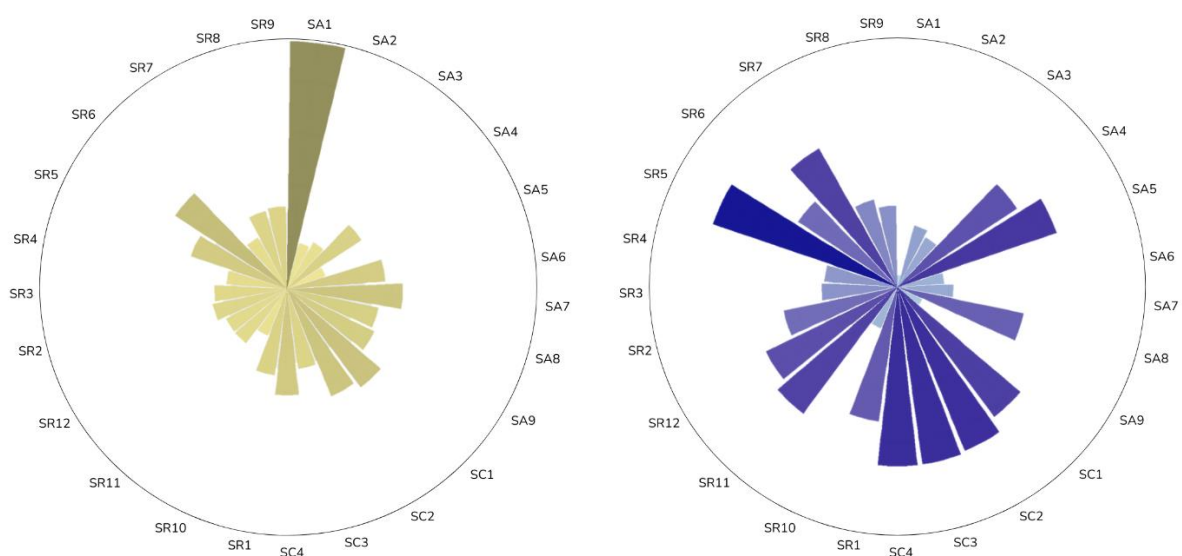 SA1
SA2
SA3
SA4
SA5
SA6
SA7
SA8
SA9
SC1
SC2
SC3
SC4
SR1
SR10
SR11
SR12
SR2
SR3
SR4
SR5
SR6
SR7
SR8
SR9
SA1
SA2
SA3
SA4
SA5
SA6
SA7
SA8
SA9
SC1
SC2
SC3
SC4
SR1
SR10
SR11
SR12
SR2
SR3
SR4
SR5
SR6
SR7
SR8
SR9